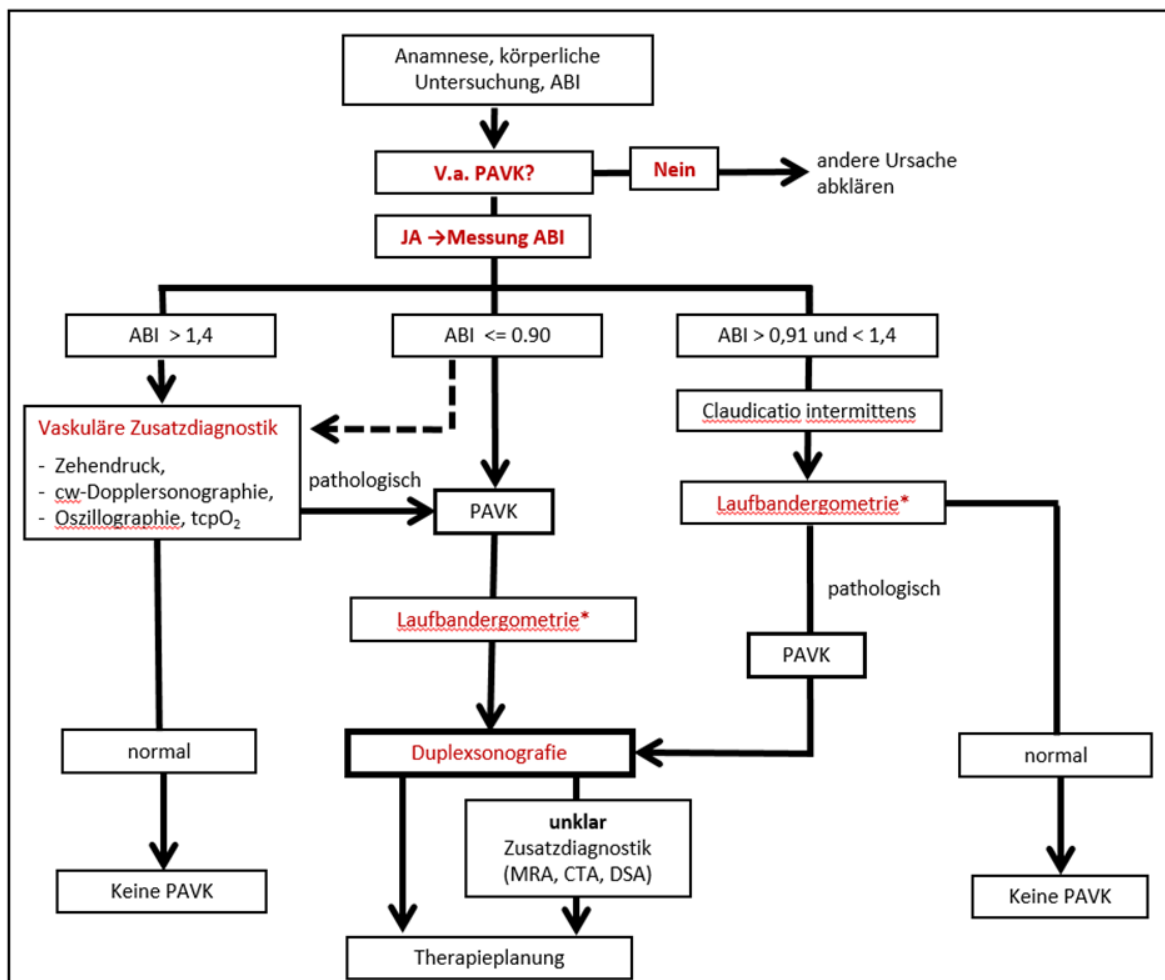 Anamnese, körperliche
Untersuchung, ABI
V.a. PAVK?
Nein
andere Ursache
abklären
JA →Messung ABI
ABI > 1,4
ABI <= 0.90
ABI > 0,91 und < 1,4
Vaskuläre Zusatzdiagnostik
- Zehendruck,
- cw-Dopplersonographie,
- Oszillographie, tcpO₂
pathologisch
PAVK
Claudicatio intermittens
Laufbandergometrie*
Laufbandergometrie*
pathologisch
PAVK
Duplexsonografie
normal
normal
unklar
Zusatzdiagnostik
(MRA, CTA, DSA)
Keine PAVK
Keine PAVK
Therapieplanung